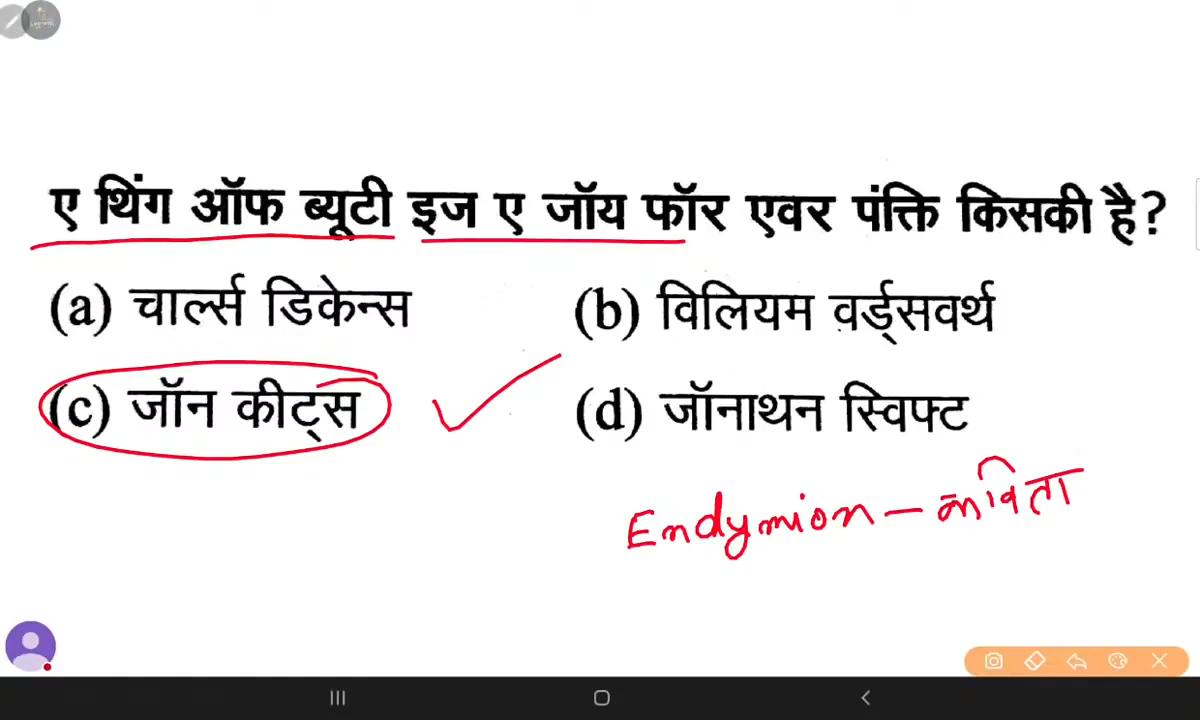 ए थिंग ऑफ ब्यूटी इज ए जॉय फॉर एवर पंक्ति किसकी है?
(a) चार्ल्स डिकेन्स (b) विलियम वर्ड्सवर्थ
(c) जॉन कीट्स (d) जॉनाथन स्विफ्ट
Endymion – कविता